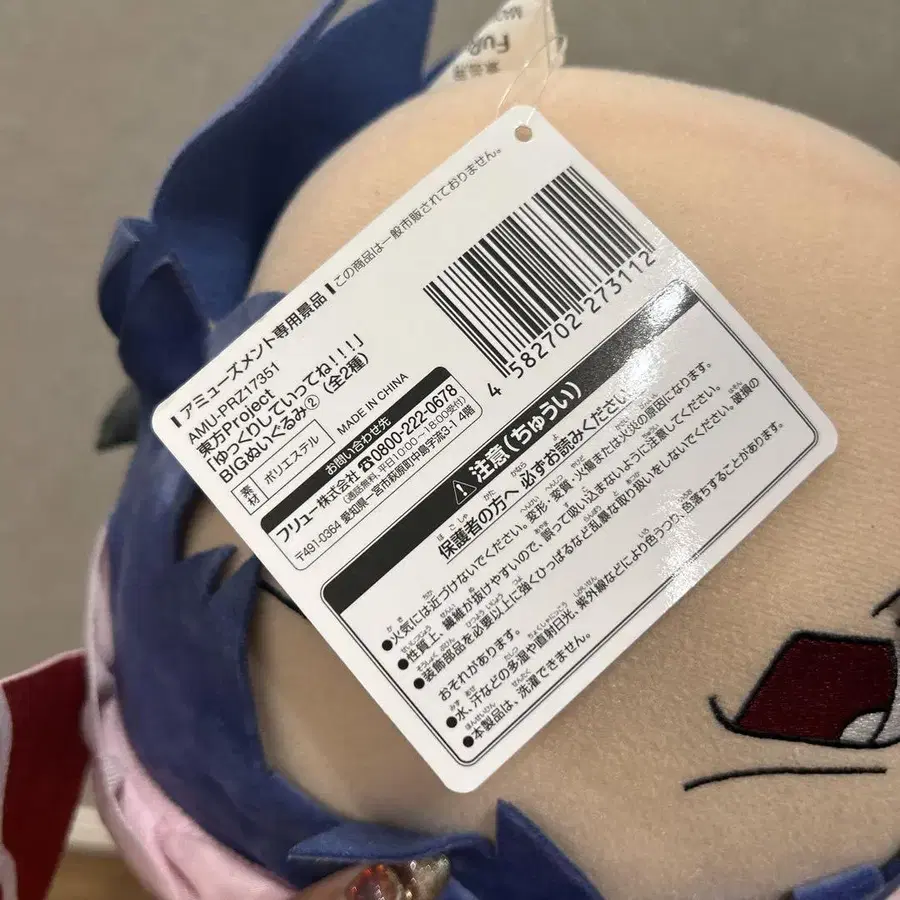 アミューズメント専用景品 この商品は一般市販されておりません。
AMU-PRZ17351
東方Project
「ゆっくりしていってね!!!」
BIGぬいぐるみ② (全2種)
素材 ポリエステル
MADE IN CHINA
お問い合わせ先
フリュー株式会社 ☎0800-222-0678
(通話無料 平日10:00~18:00受付)
〒491-0364 愛知県一宮市萩原町中島字流3-1 4階
4 582702 273112
⚠注意(ちゅうい)
保護者の方へ 必ずお読みください。
●火気には近づけないでください。変形・変質・火傷または火災の原因になります。
●性質上、繊維が抜けやすいので、誤って吸い込まないように注意してください。
●装飾部品を必要以上に強くひっぱるなど乱暴な取り扱いをしないでください。破損の
おそれがあります。
●水、汗などの多湿や直射日光、紫外線などにより色うつり、色落ちすることがあります。
●本製品は、洗濯できません。